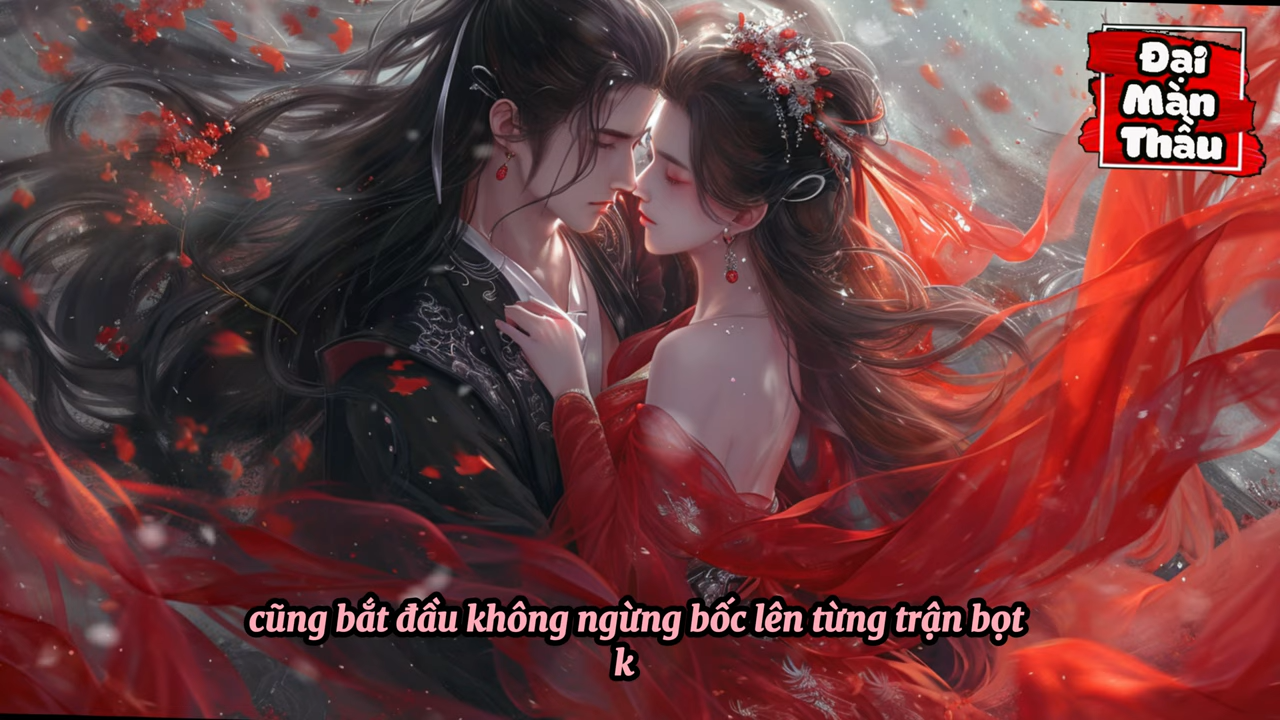 Đại
Màn
Thầu
cũng bắt đầu không ngừng bốc lên từng trận bọt
k